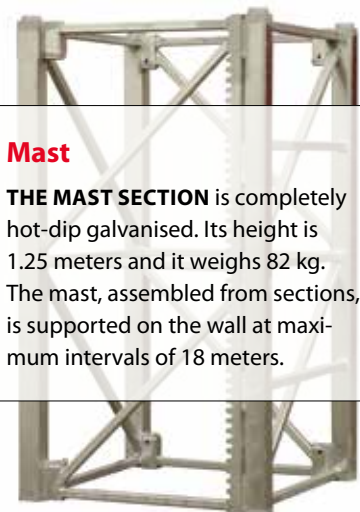 Mast
THE MAST SECTION is completely
hot-dip galvanised. Its height is
1.25 meters and it weighs 82 kg.
The mast, assembled from sections,
is supported on the wall at maxi-
mum intervals of 18 meters.